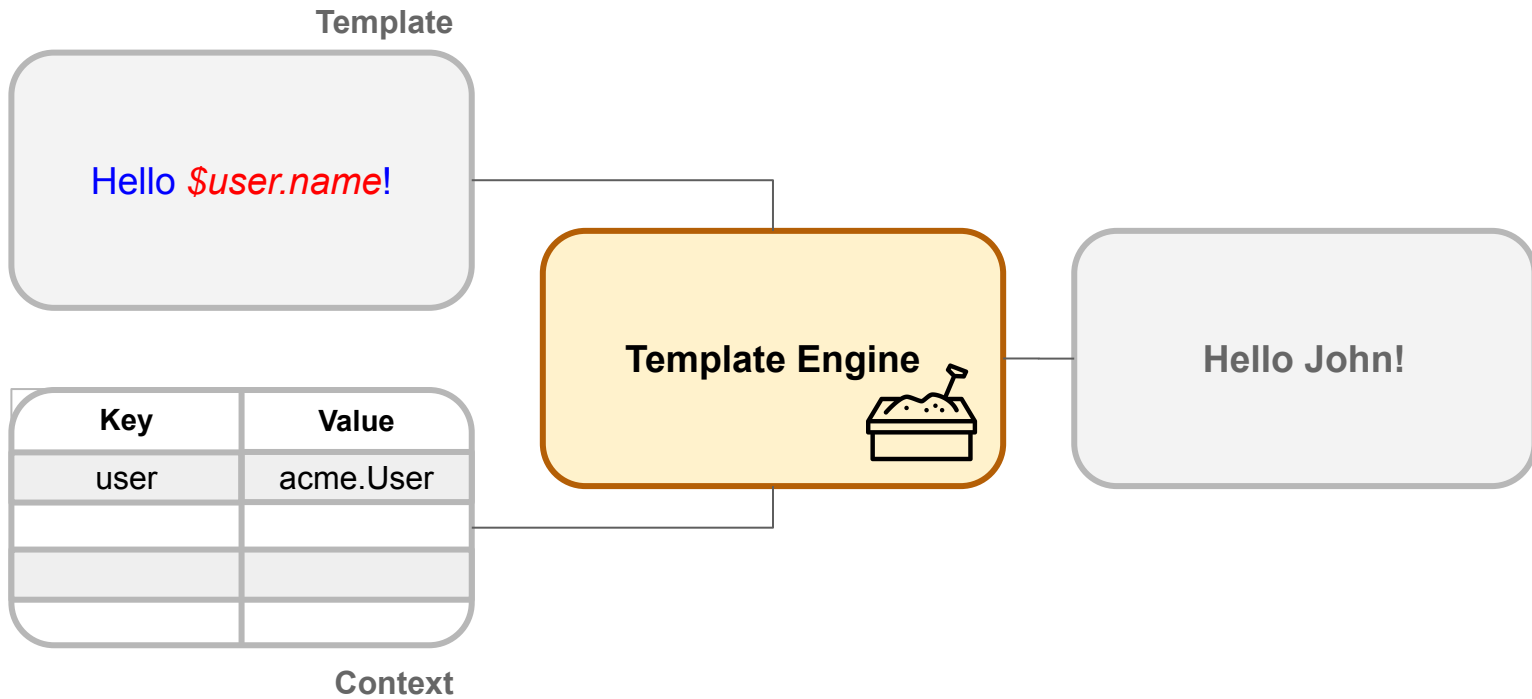 Template
Hello $user.name!
Template Engine
Hello John!
Key Value
user acme.User
Context